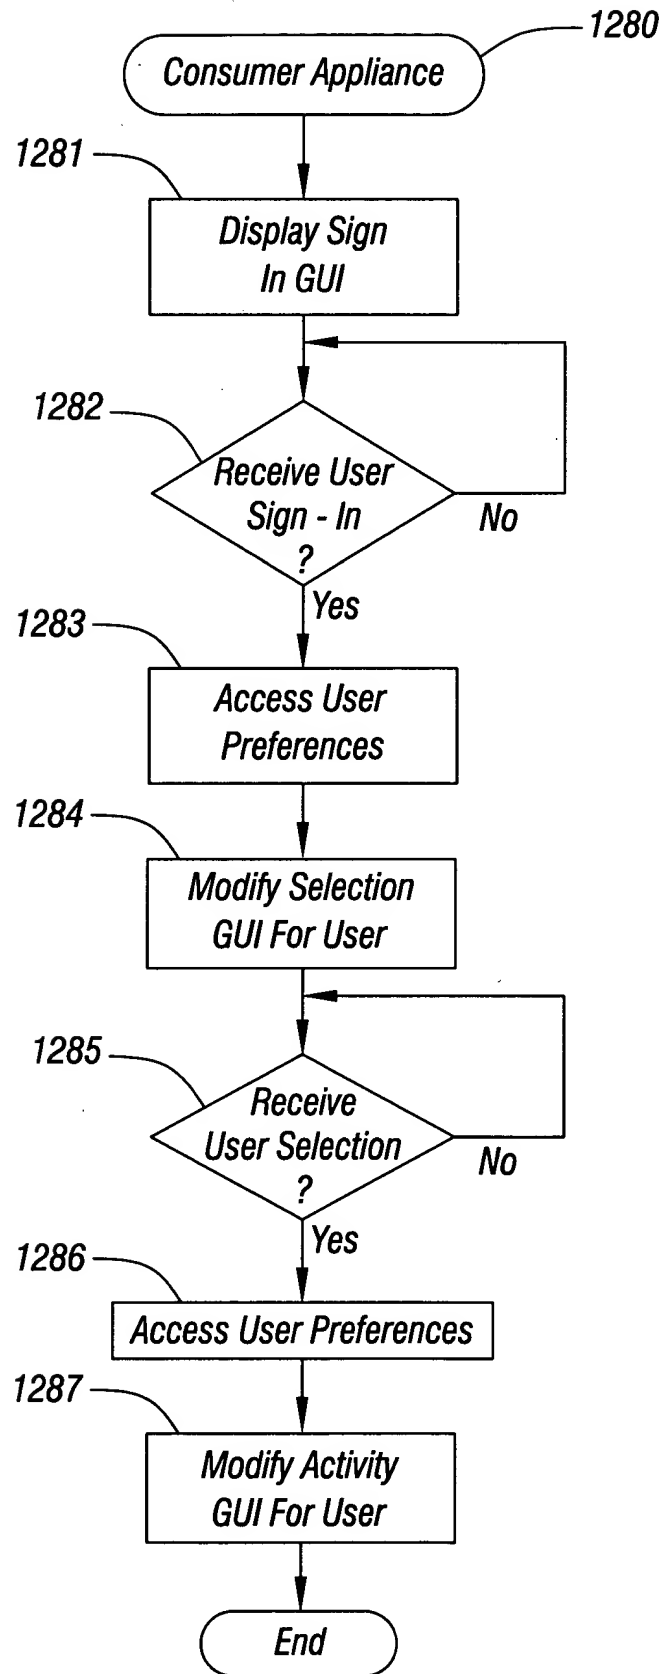 1280
Consumer Appliance
1281
Display Sign
In GUI
1282
Receive User
Sign - In
?
No
Yes
1283
Access User
Preferences
1284
Modify Selection
GUI For User
1285
Receive
User Selection
?
No
Yes
1286
Access User Preferences
1287
Modify Activity
GUI For User
End